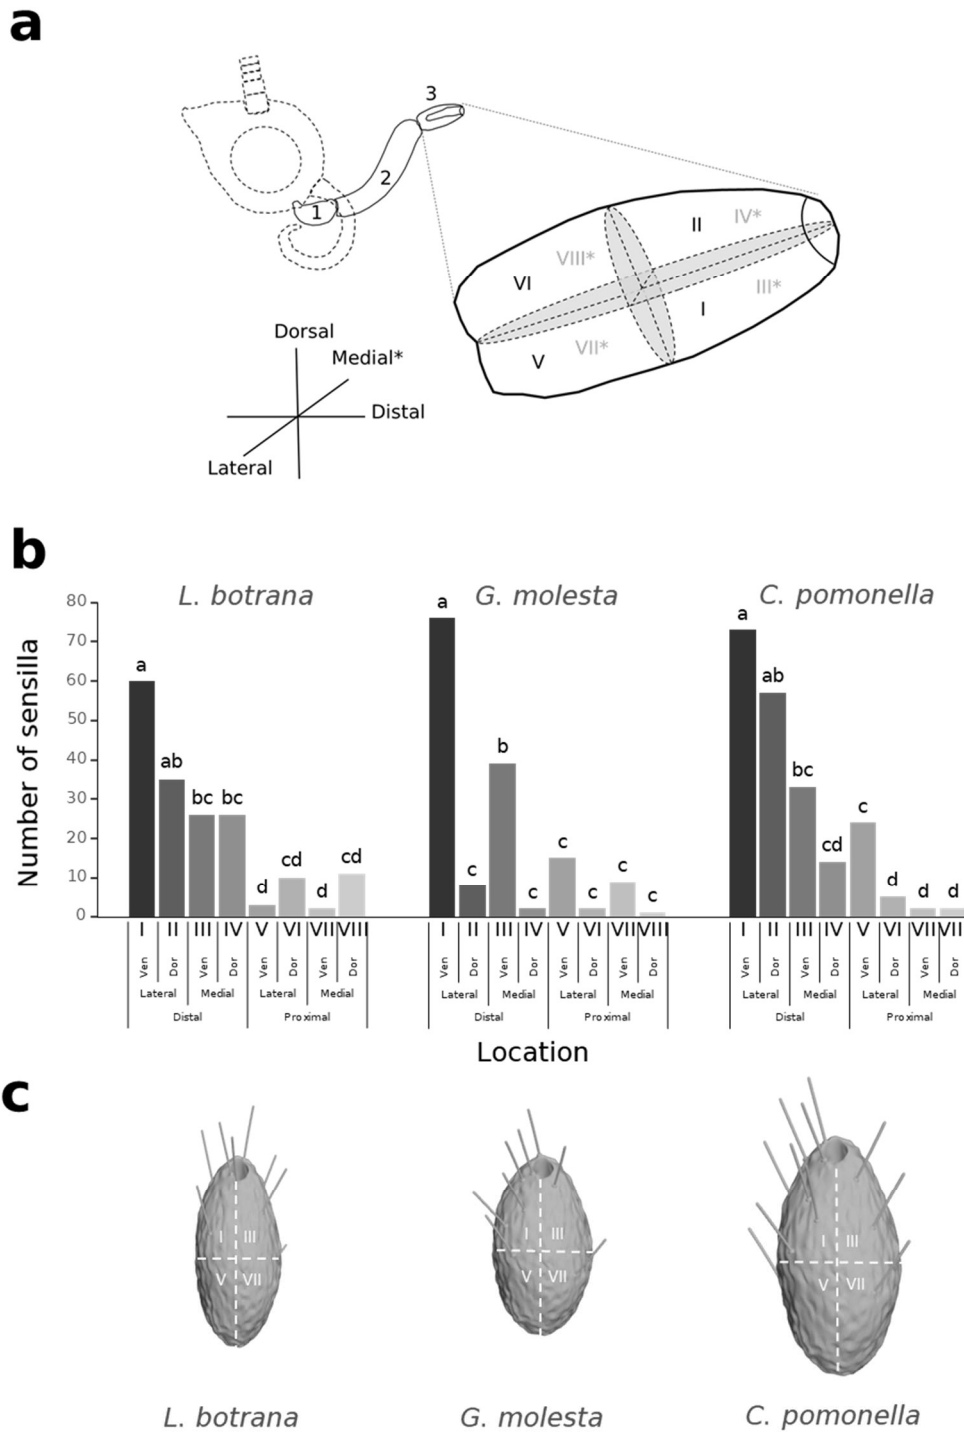 a
3
2
1
II
IV*
VIII*
VI
III*
I
VII*
V
Dorsal
Medial*
Distal
Lateral
b
L. botrana
G. molesta
C. pomonella
Number of sensilla
80
70
60
50
40
30
20
10
0
a
ab
bc
bc
d
cd
d
cd
a
c
b
c
c
c
c
c
a
ab
bc
cd
c
d
d
d
I II III IV V VI VII VIII
I II III IV V VI VII VIII
I II III IV V VI VII VII
Ven Dor Ven Dor Ven Dor Ven Dor
Ven Dor Ven Dor Ven Dor Ven Dor
Ven Dor Ven Dor Ven Dor Ven Dor
Lateral Medial Lateral Medial
Lateral Medial Lateral Medial
Lateral Medial Lateral Medial
Distal Proximal
Distal Proximal
Distal Proximal
Location
c
I III
V VII
I III
V VII
I III
V VII
L. botrana
G. molesta
C. pomonella